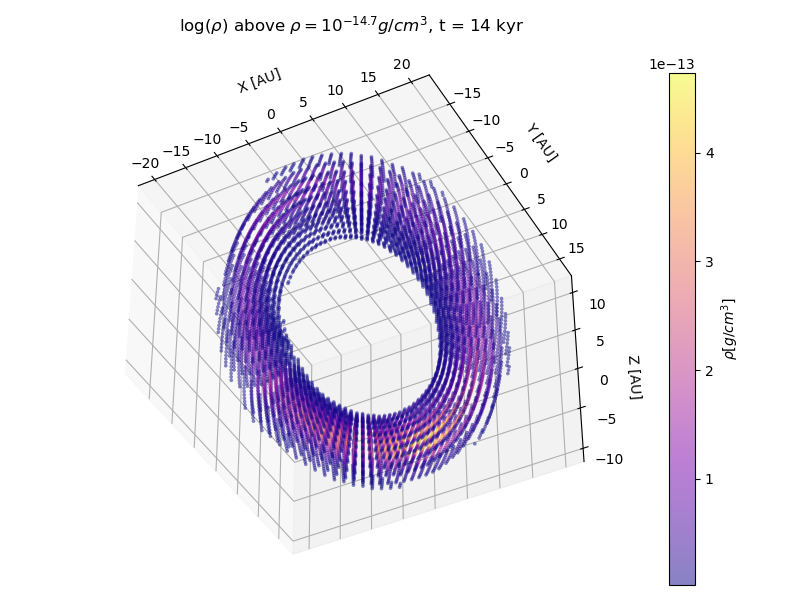 log(ρ) above ρ = 10^{-14.7} g/cm^3, t = 14 kyr
X [AU]
−20 −15 −10 −5 0 5 10 15 20
Y [AU]
−15
−10
−5
0
5
10
15
Z [AU]
10
5
0
−5
−10
1e−13
4
3
2
1
ρ[g/cm^3]